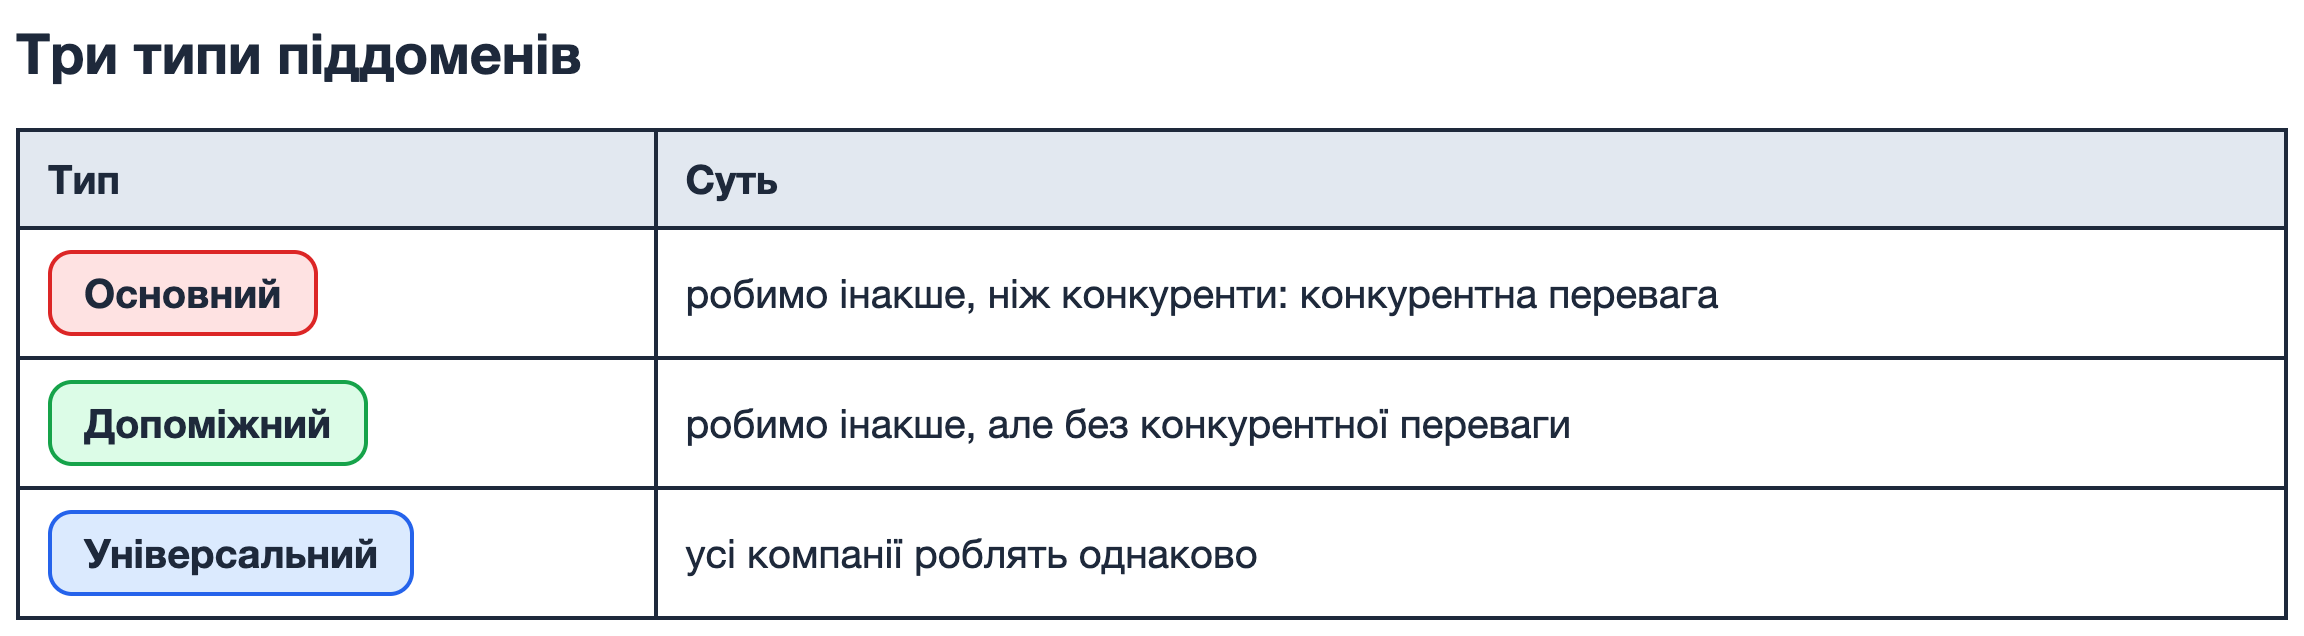 Три типи піддоменів
Тип
Суть
Основний
робимо інакше, ніж конкуренти: конкурентна перевага
Допоміжний
робимо інакше, але без конкурентної переваги
Універсальний
усі компанії роблять однаково